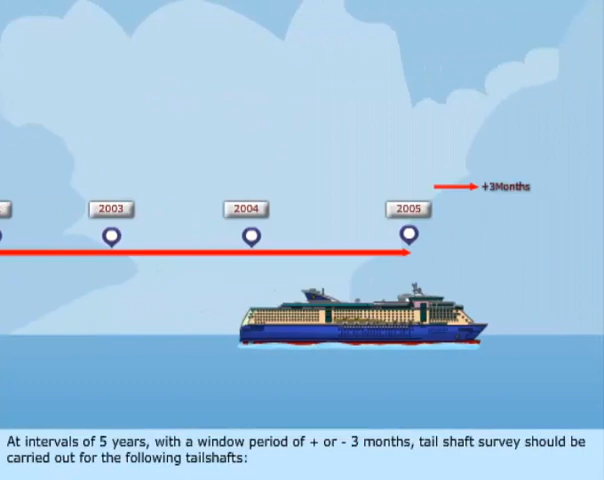 +3Months
2003
2004
2005
At intervals of 5 years, with a window period of + or - 3 months, tail shaft survey should be
carried out for the following tailshafts: